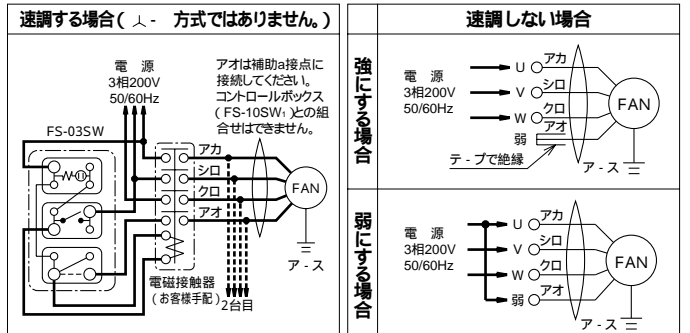 速調する場合(⅄- 方式ではありません。)
電 源
3相200V
50/60Hz
アオは補助a接点に
接続してください。
コントロールボックス
(FS-10SW₁)との組
合せはできません。
FS-03SW
アカ
シロ
クロ
アオ
FAN
ア-ス
電磁接触器
(お客様手配)
2台目
速調しない場合
強にする場合
電 源
3相200V
50/60Hz
U
アカ
V
シロ
W
クロ
アオ
弱
テ-プで絶縁
FAN
ア-ス
弱にする場合
電 源
3相200V
50/60Hz
U
アカ
V
シロ
W
クロ
弱
アオ
FAN
ア-ス